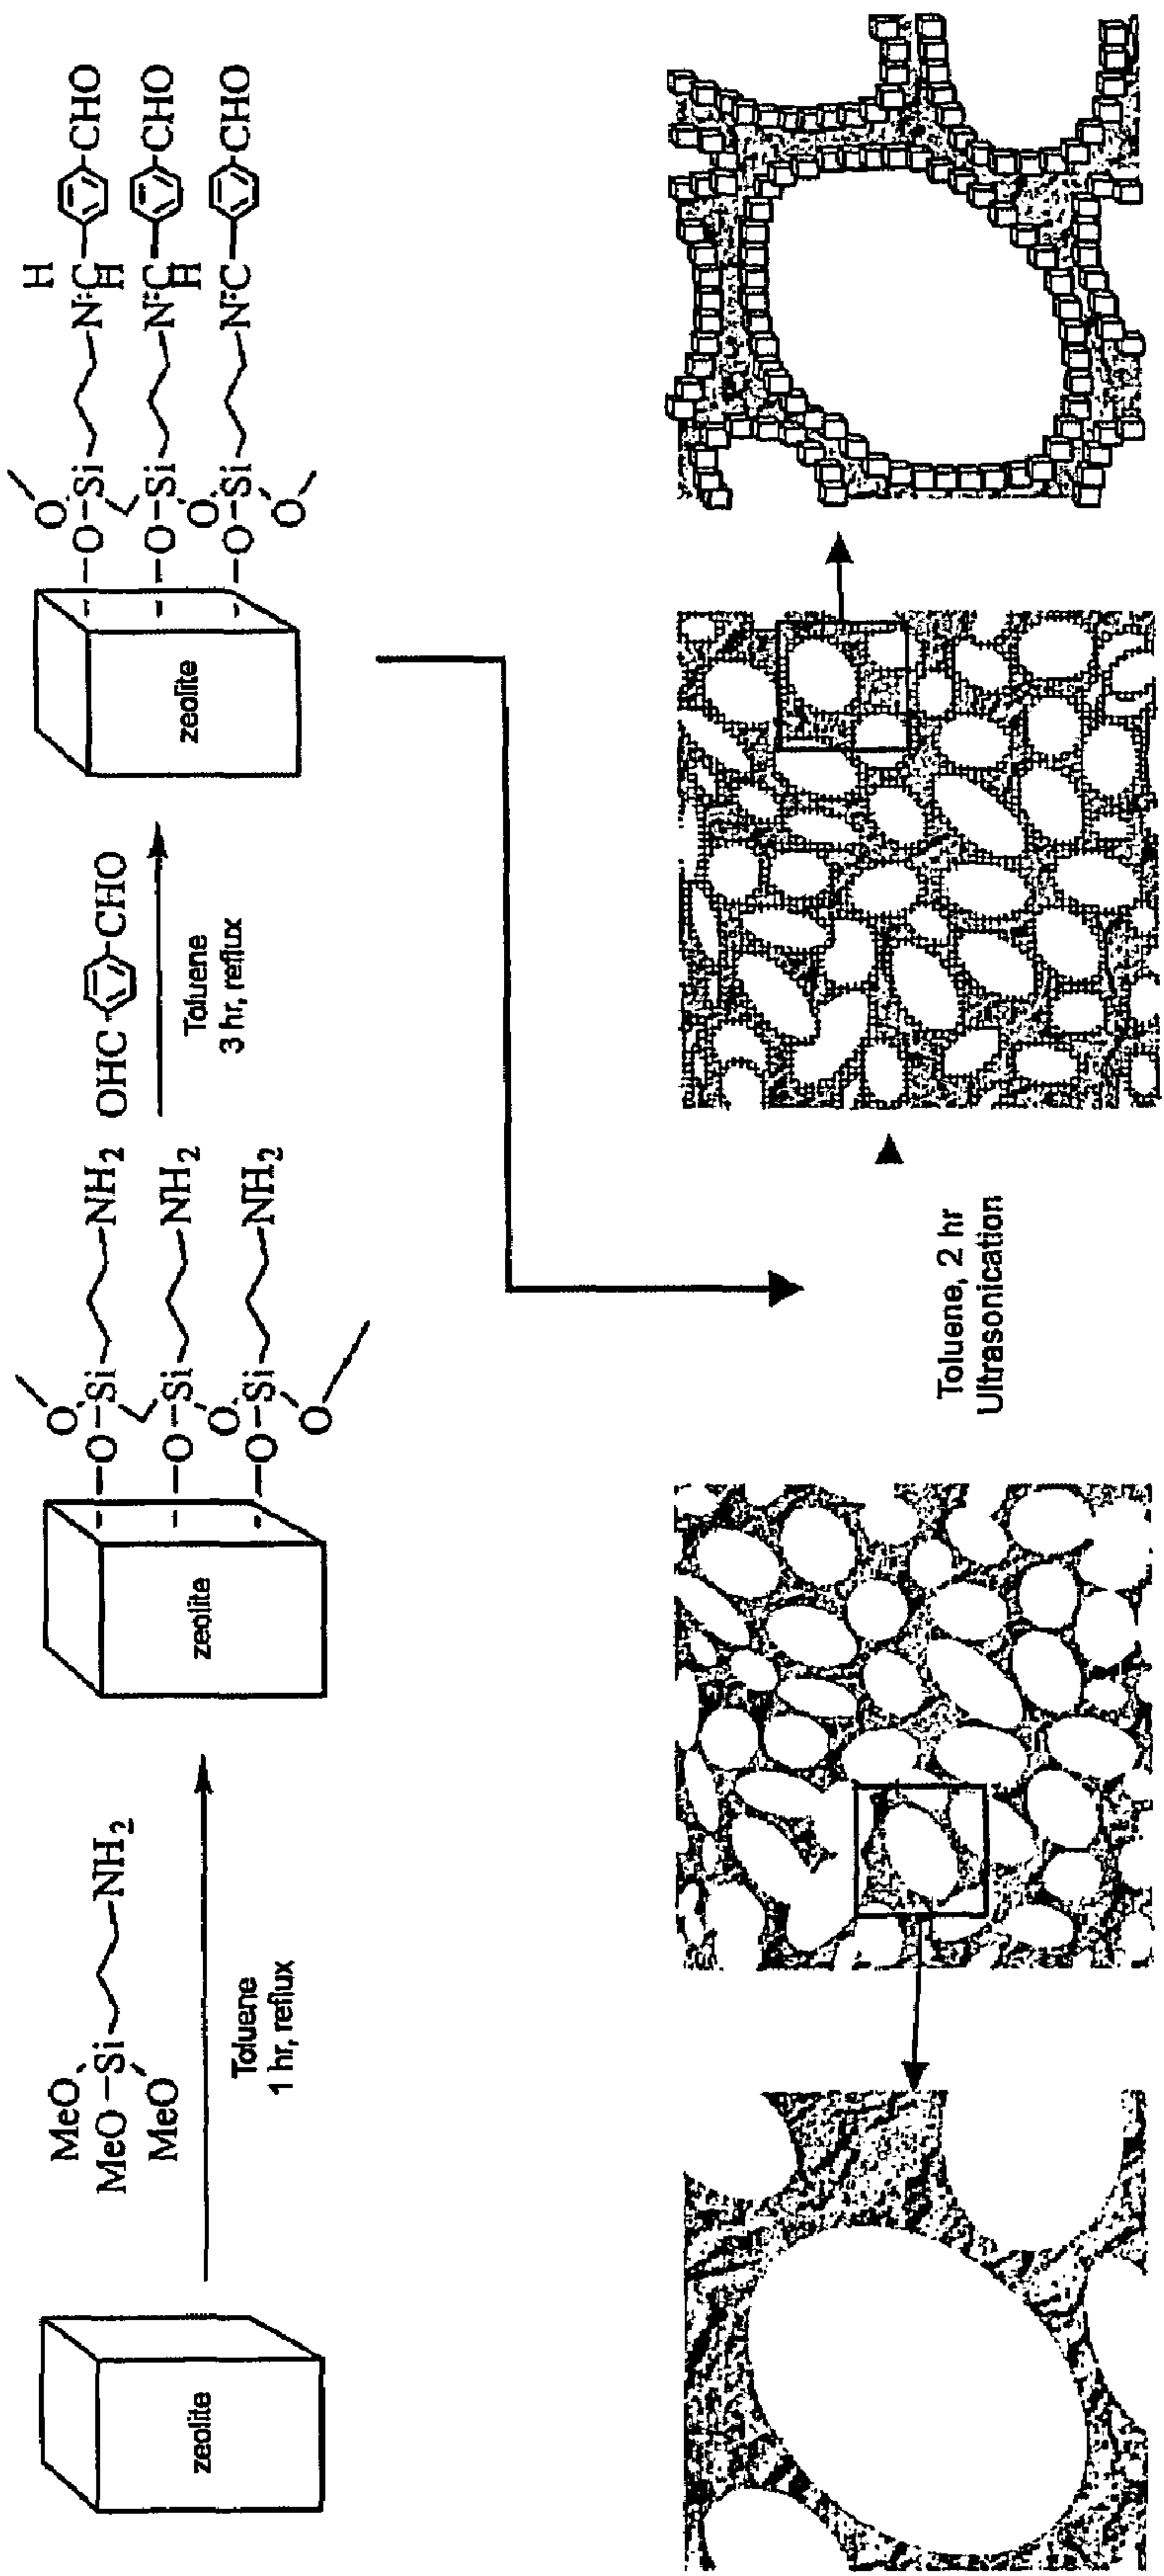 zeolite
MeO
MeO–Si NH2
MeO
Toluene
1 hr, reflux
zeolite
O
O–Si NH2
O–Si NH2
O
O–Si NH2
O
OHC CHO
Toluene
3 hr, reflux
zeolite
O
H
O–Si N=C CHO
H
O–Si N=C CHO
O
H
O–Si N=C CHO
O
Toluene, 2 hr
Ultrasonication